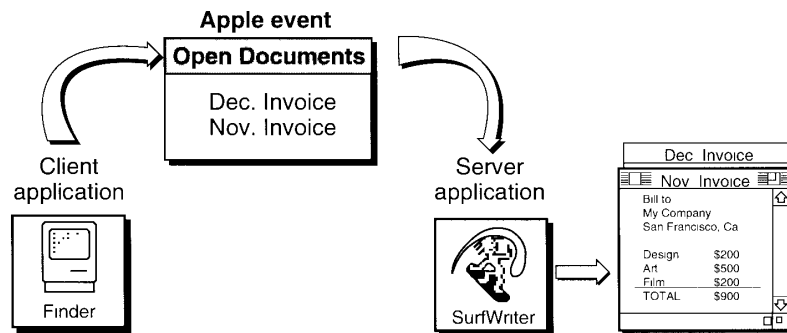 Apple event
Open Documents
Dec. Invoice
Nov. Invoice
Client
application
Finder
Server
application
SurfWriter
Dec Invoice
Nov Invoice
Bill to
My Company
San Francisco, Ca
Design $200
Art $500
Film $200
TOTAL $900